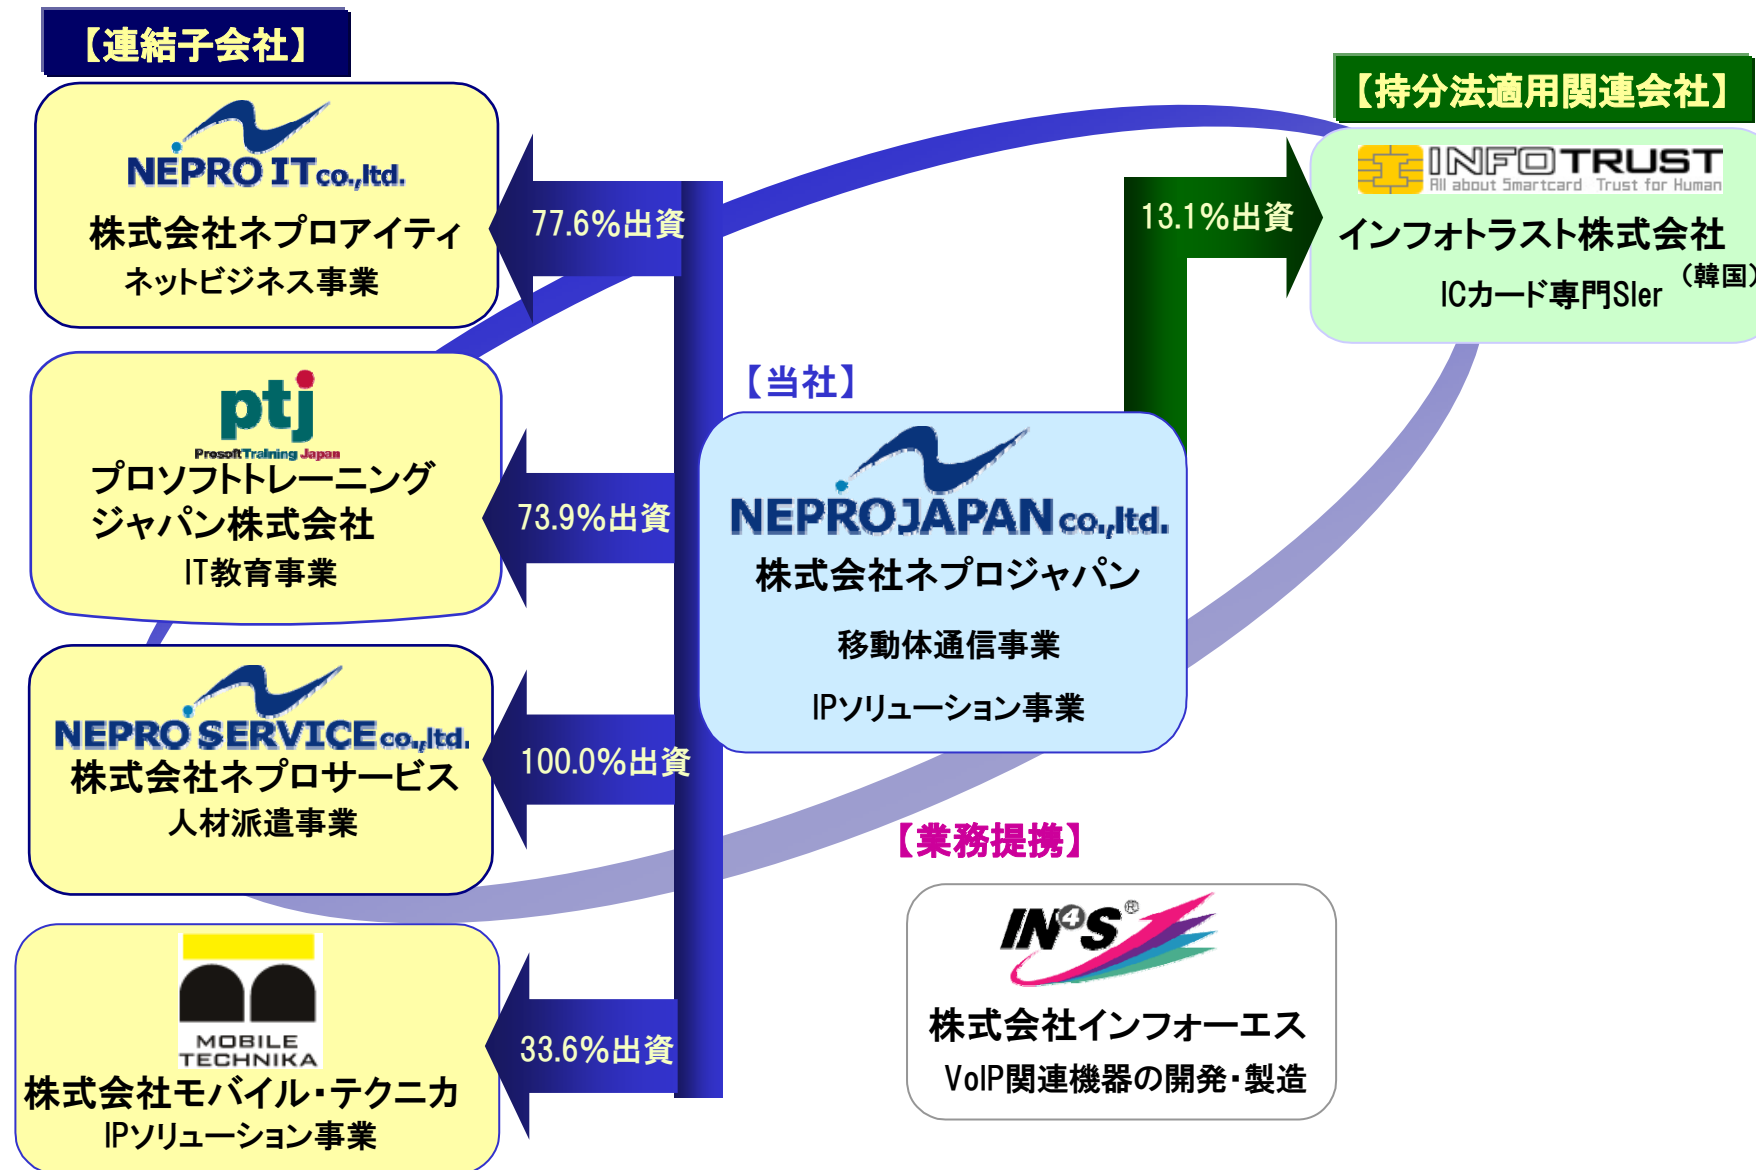 【連結子会社】
NEPRO IT co.,ltd.
株式会社ネプロアイティ
ネットビジネス事業
77.6%出資
ptj
Prosoft Training Japan
プロソフトトレーニング
ジャパン株式会社
IT教育事業
73.9%出資
NEPRO SERVICE co.,ltd.
株式会社ネプロサービス
人材派遣事業
100.0%出資
MOBILE
TECHNIKA
株式会社モバイル・テクニカ
IPソリューション事業
33.6%出資
【当社】
NEPRO JAPAN co.,ltd.
株式会社ネプロジャパン
移動体通信事業
IPソリューション事業
【持分法適用関連会社】
13.1%出資
INFOTRUST
All about Smartcard Trust for Human
インフォトラスト株式会社
(韓国)
ICカード専門SIer
【業務提携】
IN4S®
株式会社インフォーエス
VoIP関連機器の開発・製造